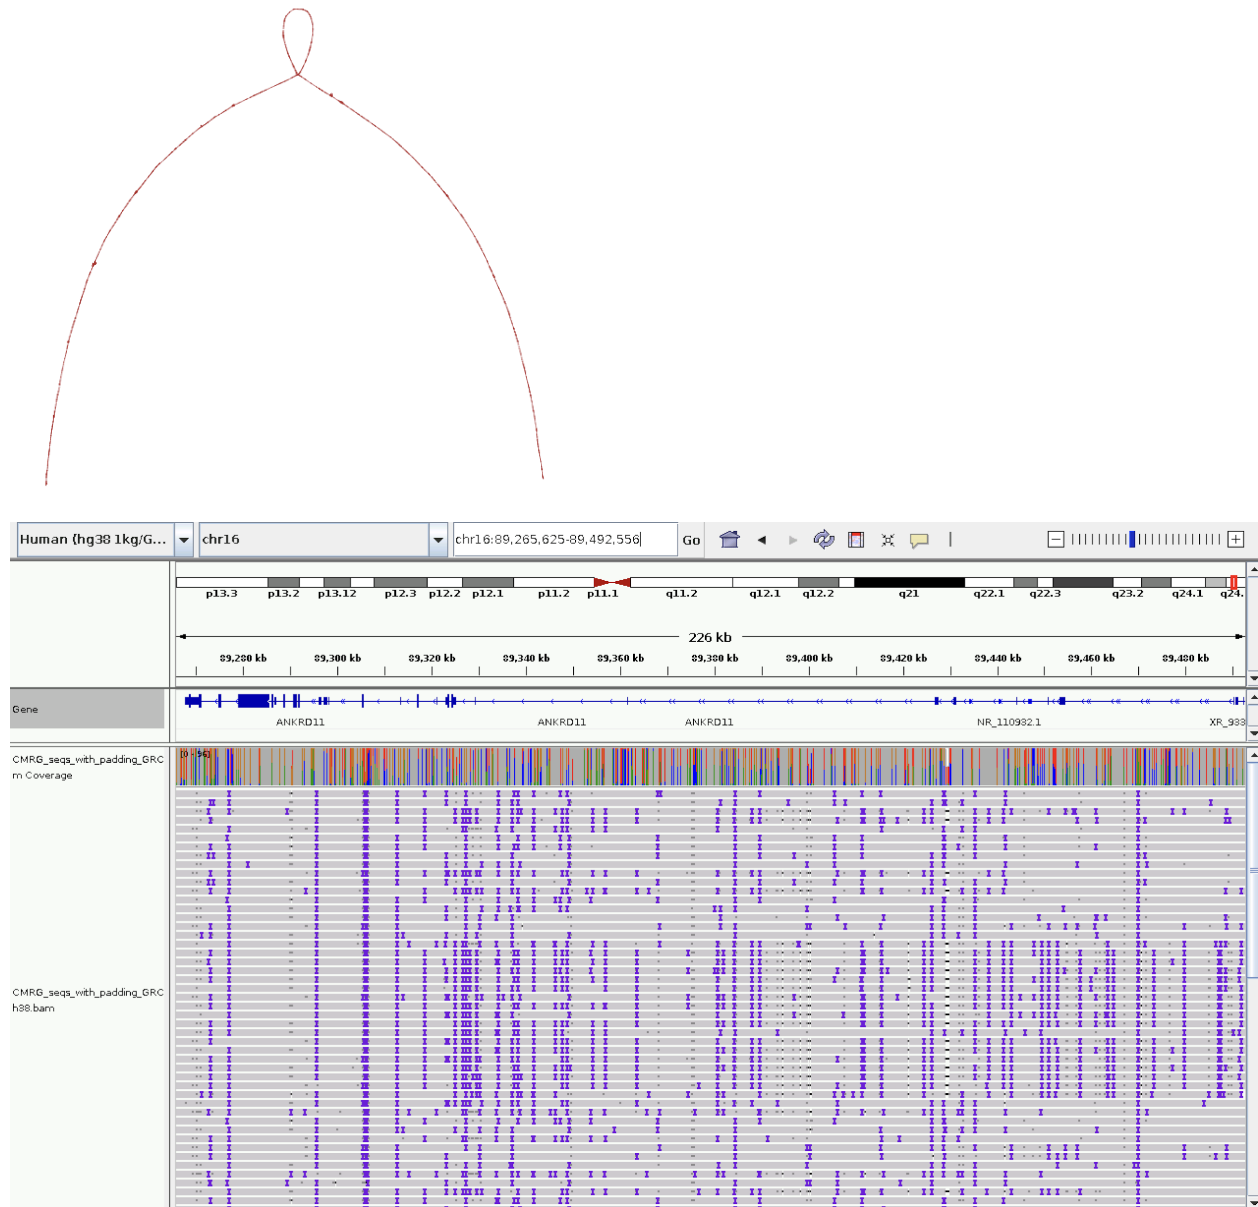 Human (hg38 1kg/G... chr16 chr16:89,265,625-89,492,556 Go
p13.3 p13.2 p13.12 p12.3 p12.2 p12.1 p11.2 p11.1 q11.2 q12.1 q12.2 q21 q22.1 q22.3 q23.2 q24.1 q24.
226 kb
89,280 kb 89,300 kb 89,320 kb 89,340 kb 89,360 kb 89,380 kb 89,400 kb 89,420 kb 89,440 kb 89,460 kb 89,480 kb
Gene
ANKRD11 ANKRD11 ANKRD11 NR_110932.1 XR_933
[0 - 96]
CMRG_seqs_with_padding_GRC
m Coverage
CMRG_seqs_with_padding_GRC
h38.bam